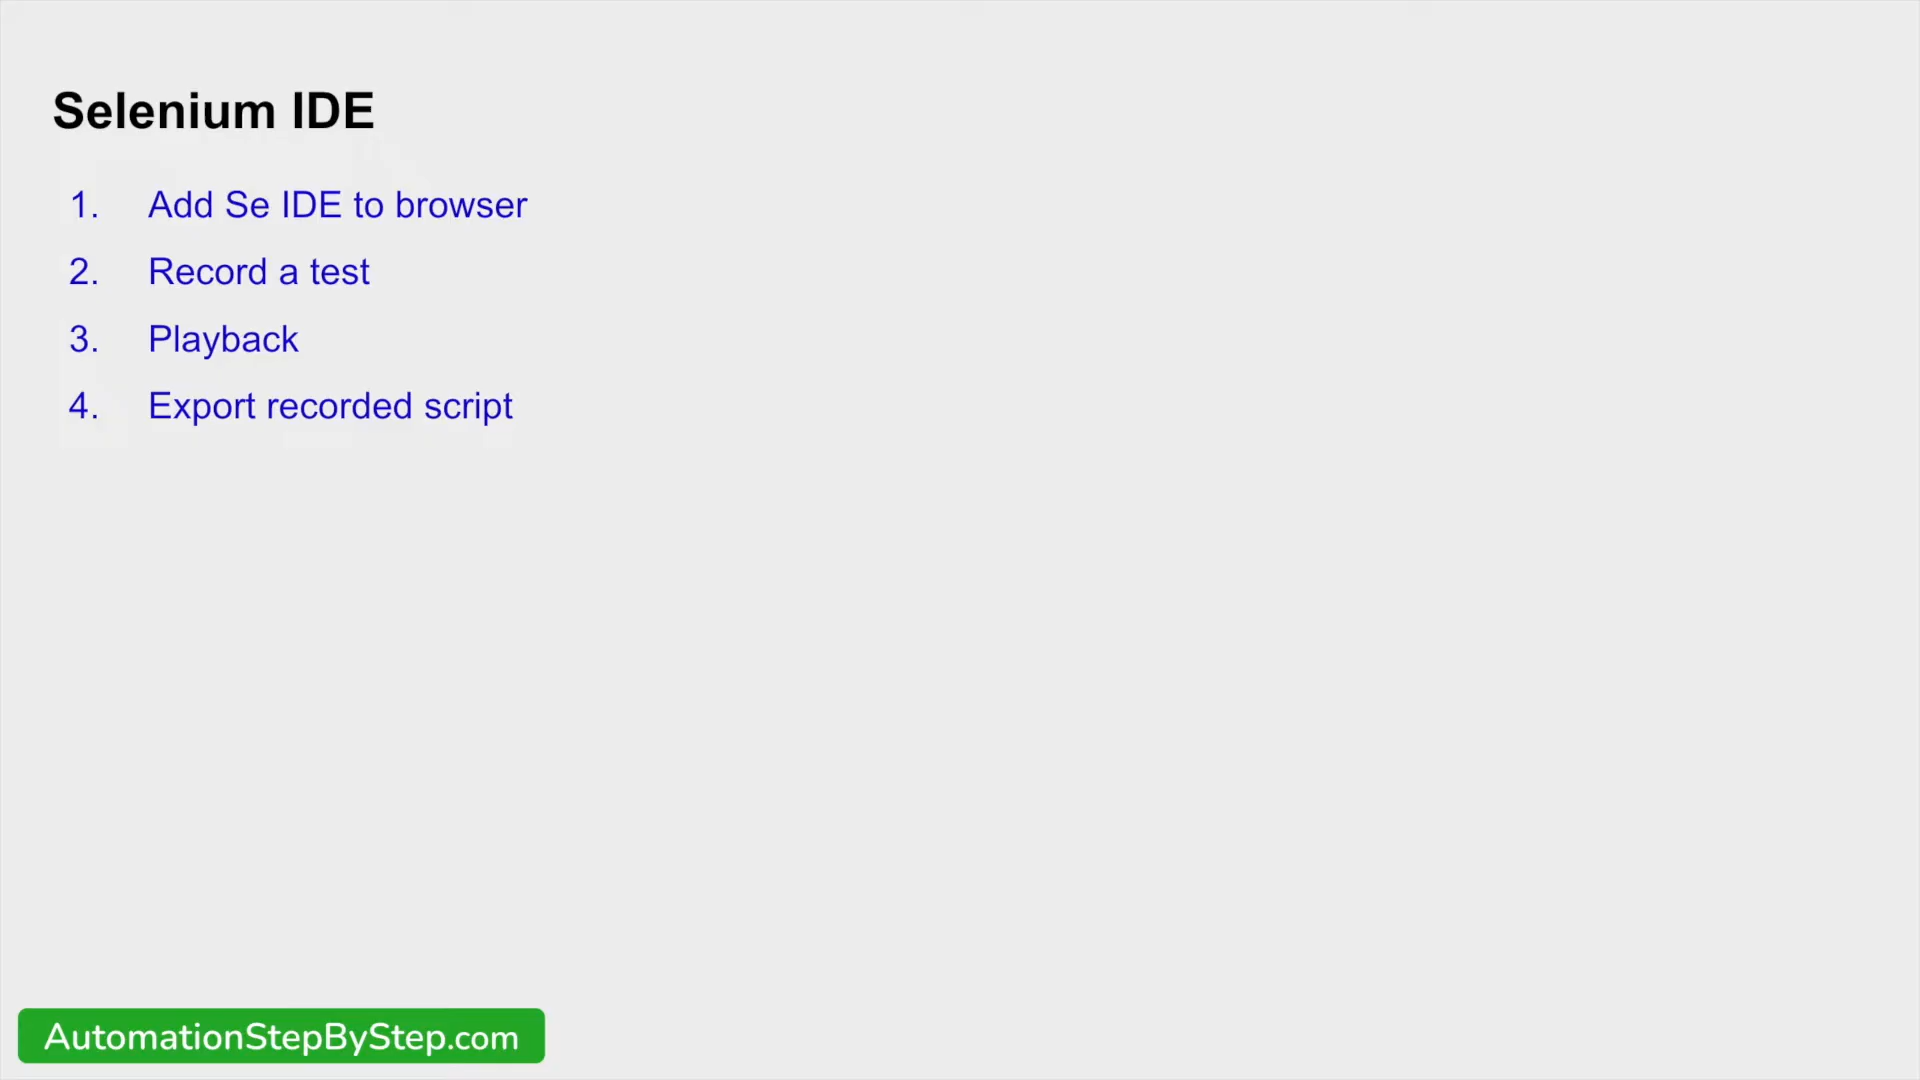 Selenium IDE
1. Add Se IDE to browser
2. Record a test
3. Playback
4. Export recorded script
AutomationStepByStep.com